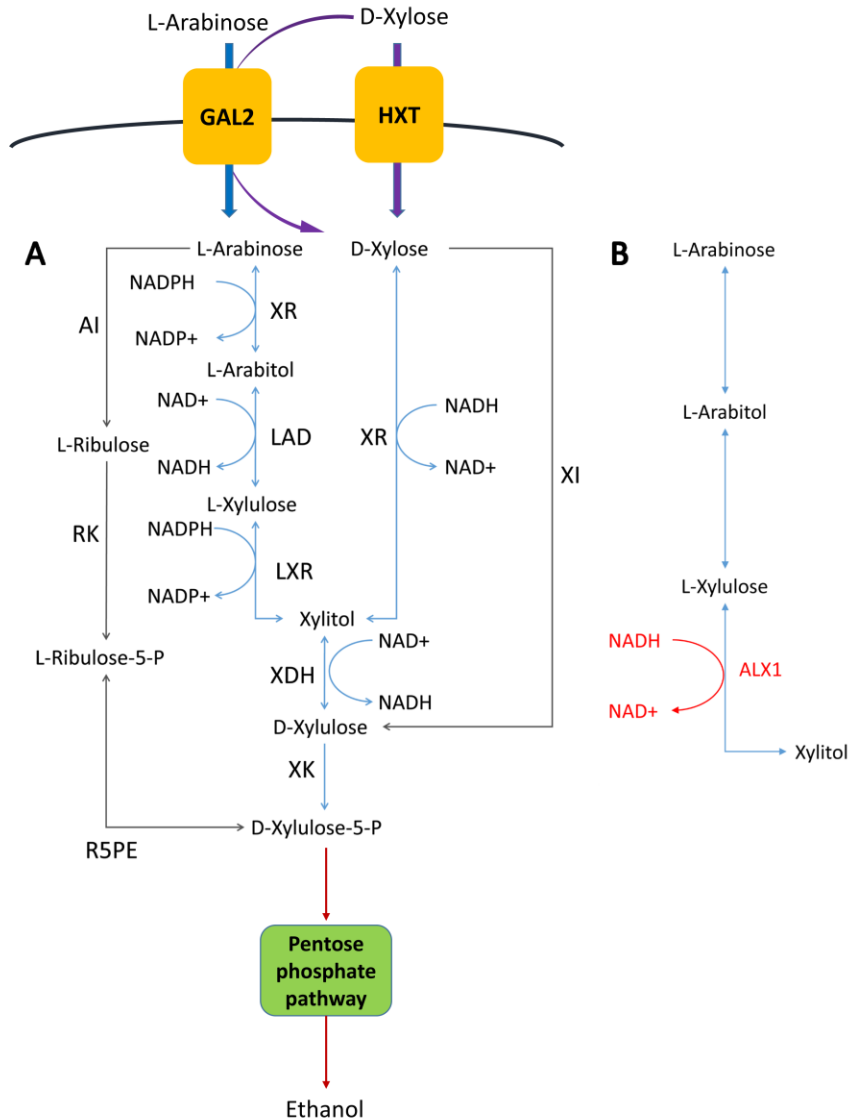 L-Arabinose
D-Xylose
GAL2
HXT
A
L-Arabinose
D-Xylose
NADPH
XR
NADP+
AI
L-Arabitol
NAD+
LAD
NADH
L-Ribulose
XR
NADH
NAD+
XI
L-Xylulose
RK
NADPH
LXR
NADP+
Xylitol
L-Ribulose-5-P
XDH
NAD+
NADH
D-Xylulose
XK
D-Xylulose-5-P
R5PE
Pentose
phosphate
pathway
Ethanol
B
L-Arabinose
L-Arabitol
L-Xylulose
NADH
ALX1
NAD+
Xylitol